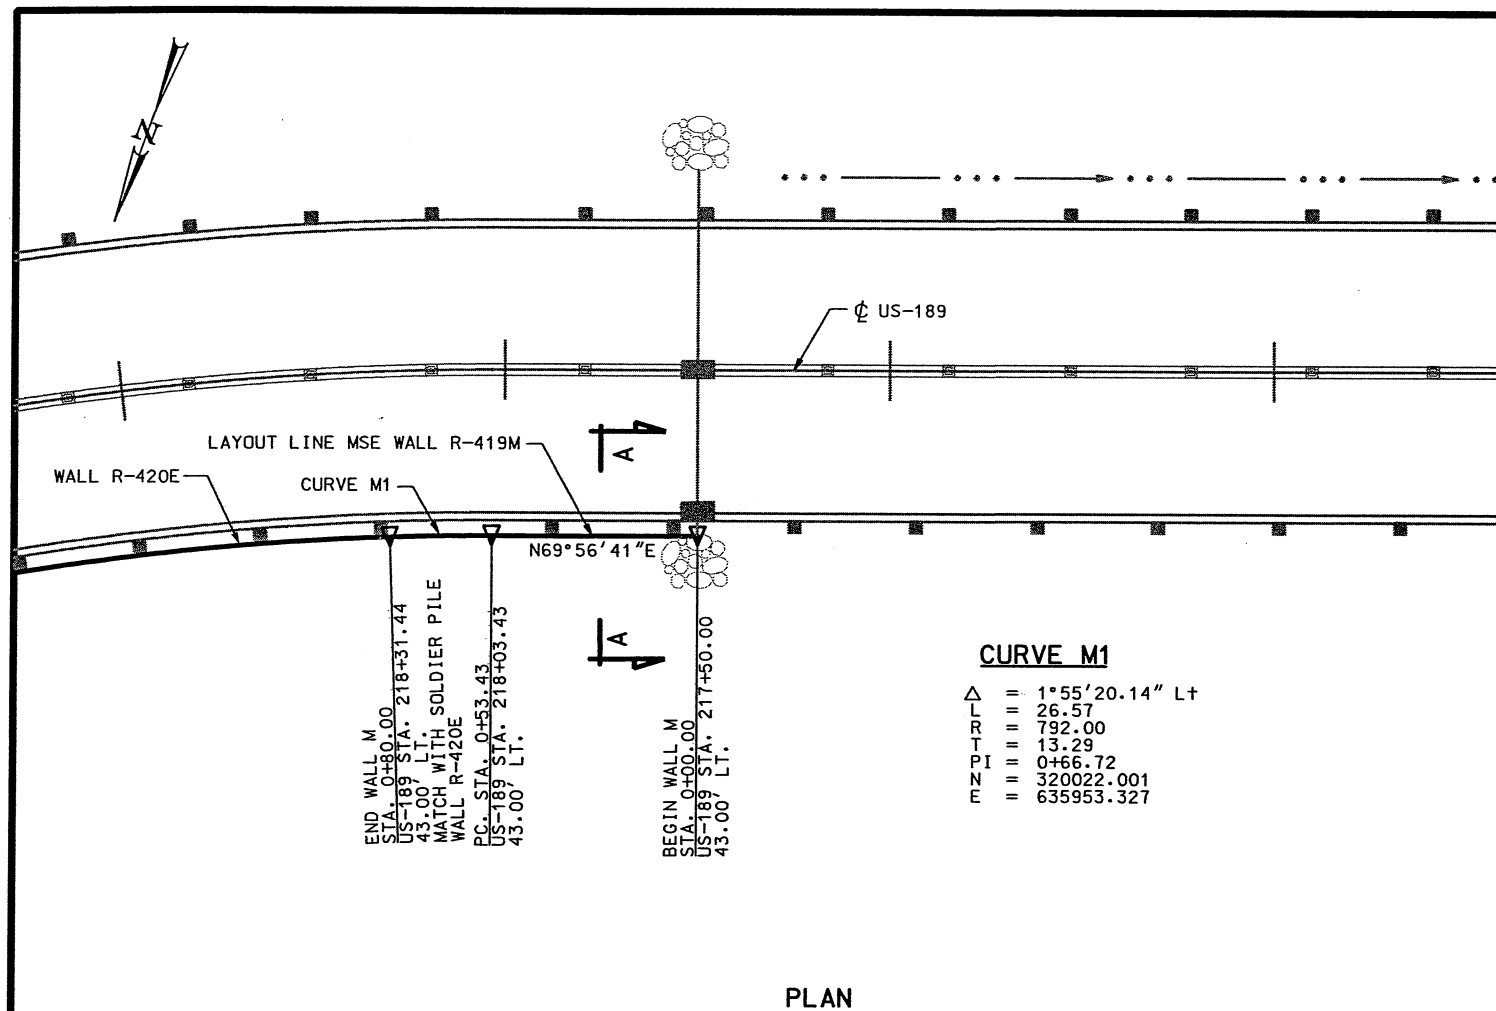 N
₵ US-189
LAYOUT LINE MSE WALL R-419M
A
WALL R-420E
CURVE M1
N69°56'41"E
A
END WALL M
STA. 0+80.00
US-189 STA. 218+31.44
43.00' LT.
MATCH WITH SOLDIER PILE
WALL R-420E
PC. STA. 0+53.43
US-189 STA. 218+03.43
43.00' LT.
BEGIN WALL M
STA. 0+00.00
US-189 STA. 217+50.00
43.00' LT.
CURVE M1
Δ = 1°55'20.14" Lt
L = 26.57
R = 792.00
T = 13.29
PI = 0+66.72
N = 320022.001
E = 635953.327
PLAN